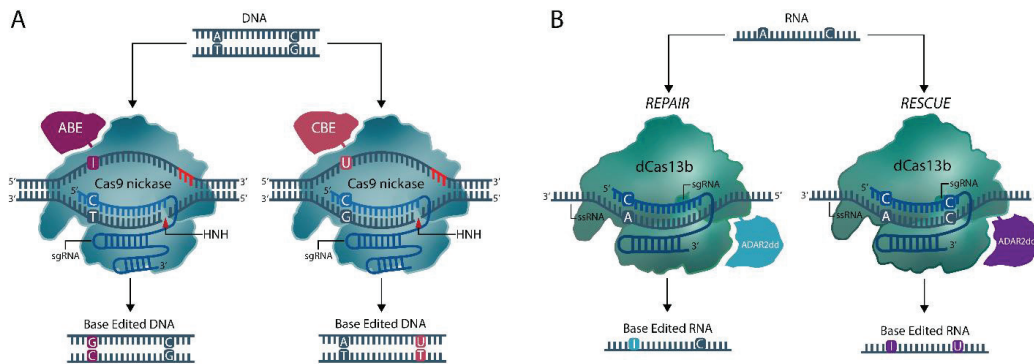 A
DNA
A C
T G
ABE
I
Cas9 nickase
5'
3'
5'
3'
5'
C
T
HNH
sgRNA
3'
Base Edited DNA
G C
C G
CBE
U
Cas9 nickase
5'
3'
5'
3'
5'
C
G
HNH
sgRNA
3'
Base Edited DNA
A U
T T
B
RNA
A C
REPAIR
dCas13b
sgRNA
5'
3'
C
A
ssRNA
3'
ADAR2dd
Base Edited RNA
I C
RESCUE
dCas13b
sgRNA
5'
3'
C C
A C
ssRNA
3'
ADAR2dd
Base Edited RNA
I U